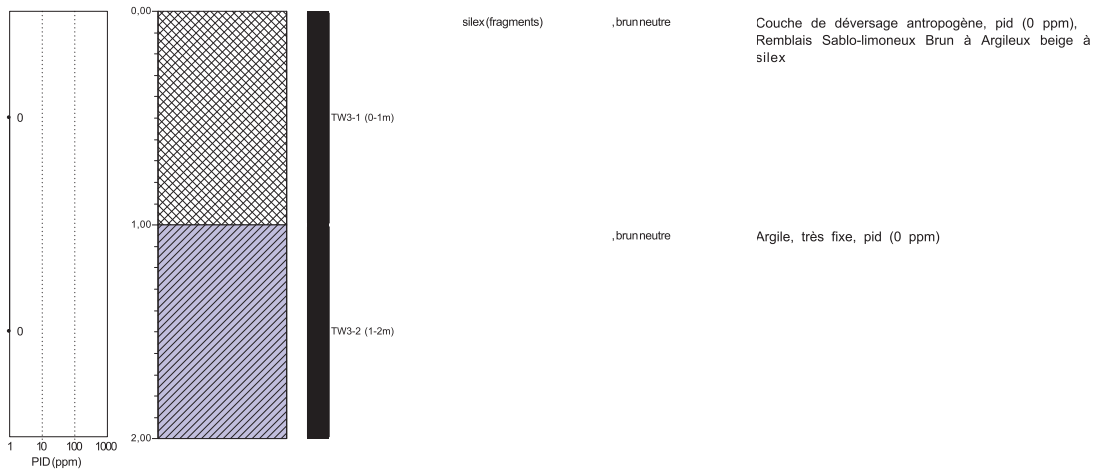 0,00
silex (fragments)
, brun neutre
Couche de déversage antropogène, pid (0 ppm),
Remblais Sablo-limoneux Brun à Argileux beige à
silex
0
TW3-1 (0-1m)
1,00
, brun neutre
Argile, très fixe, pid (0 ppm)
0
TW3-2 (1-2m)
2,00
1 10 100 1000
PID (ppm)